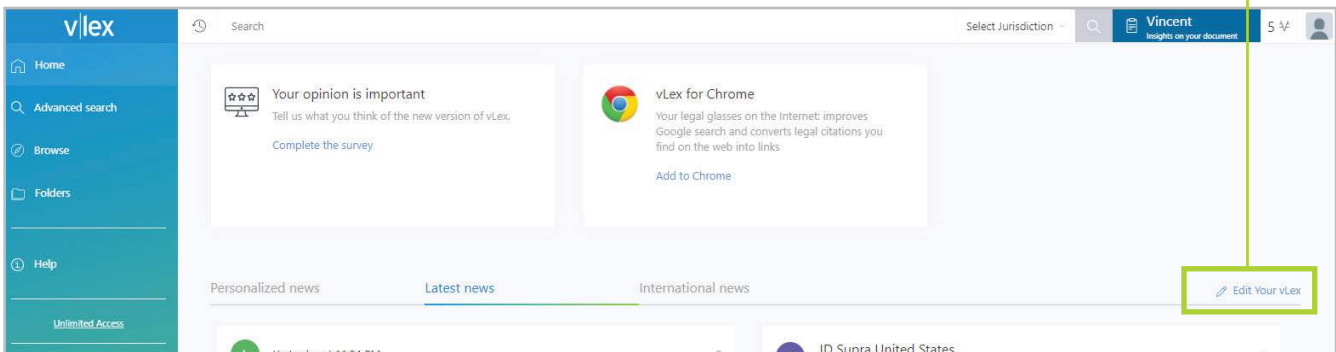 v|lex
Search
Select Jurisdiction
Vincent
Insights on your document
5
Home
Advanced search
Browse
Folders
Help
Unlimited Access
Your opinion is important
Tell us what you think of the new version of vLex.
Complete the survey
vLex for Chrome
Your legal glasses on the Internet: improves
Google search and converts legal citations you
find on the web into links
Add to Chrome
Personalized news
Latest news
International news
Edit Your vLex
JD Supra United States